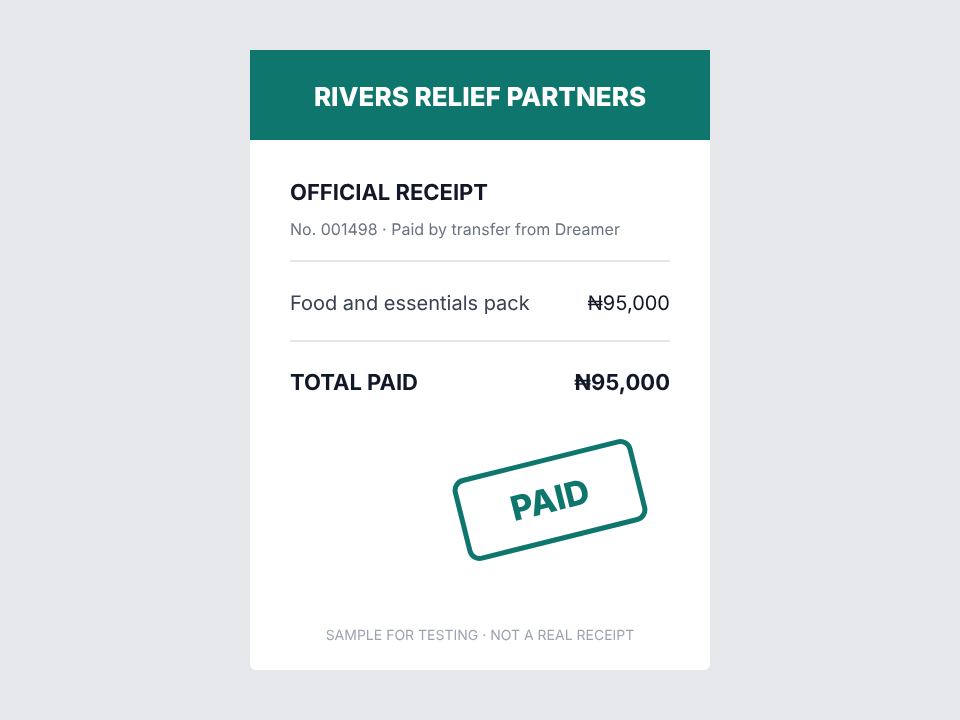 RIVERS RELIEF PARTNERS
OFFICIAL RECEIPT
No. 001498 · Paid by transfer from Dreamer
Food and essentials pack ₦95,000
TOTAL PAID ₦95,000
PAID
SAMPLE FOR TESTING · NOT A REAL RECEIPT